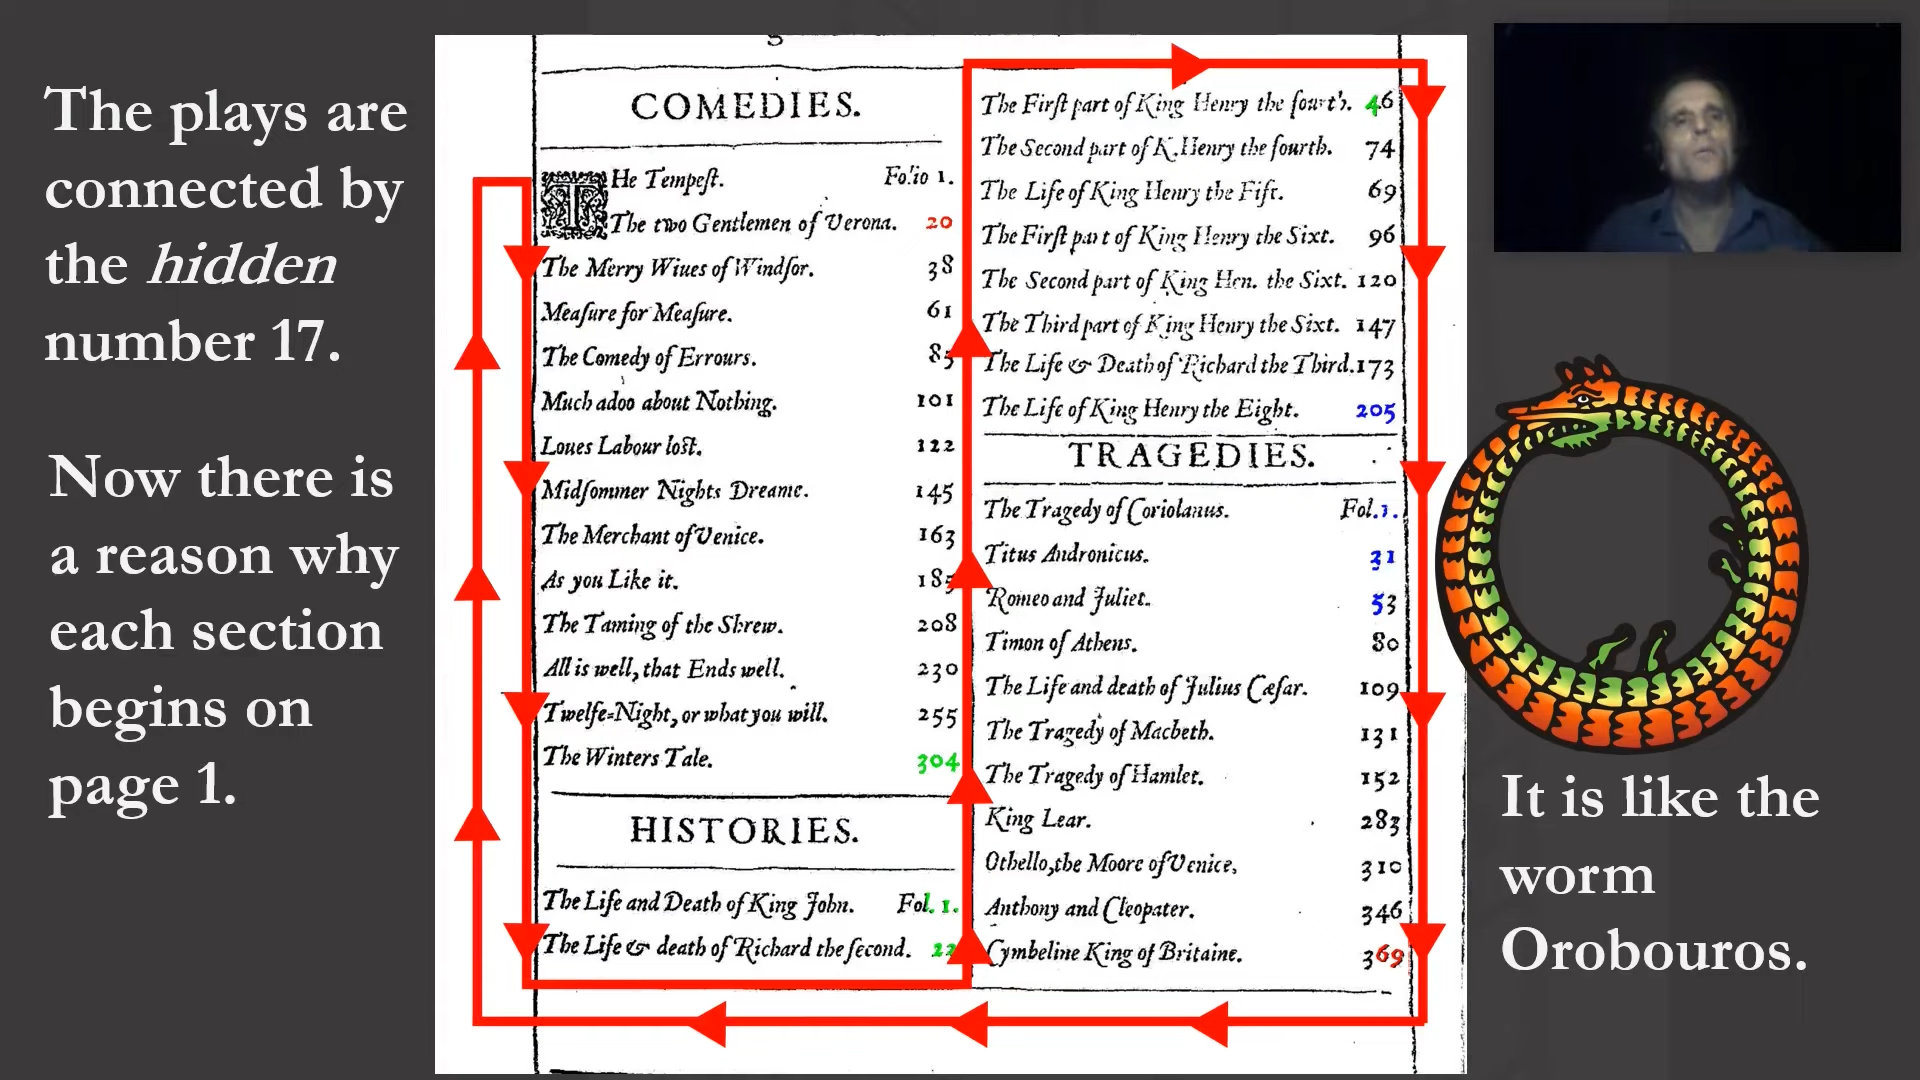 The plays are
connected by
the hidden
number 17.
Now there is
a reason why
each section
begins on
page 1.
COMEDIES.
THe Tempeſt. Folio 1.
The two Gentlemen of Verona. 20
The Merry Wiues of Windſor. 38
Meaſure for Meaſure. 61
The Comedy of Errours. 85
Much adoo about Nothing. 101
Loues Labour loſt. 122
Midſommer Nights Dreame. 145
The Merchant of Venice. 163
As you Like it. 185
The Taming of the Shrew. 208
All is well, that Ends well. 230
Twelfe=Night, or what you will. 255
The Winters Tale. 304
HISTORIES.
The Life and Death of King John. Fol. 1.
The Life & death of Richard the ſecond. 22
The Firſt part of King Henry the fourth. 46
The Second part of K. Henry the fourth. 74
The Life of King Henry the Fift. 69
The Firſt part of King Henry the Sixt. 96
The Second part of King Hen. the Sixt. 120
The Third part of King Henry the Sixt. 147
The Life & Death of Richard the Third. 173
The Life of King Henry the Eight. 205
TRAGEDIES.
The Tragedy of Coriolanus. Fol. 1.
Titus Andronicus. 31
Romeo and Juliet. 53
Timon of Athens. 80
The Life and death of Julius Cæſar. 109
The Tragedy of Macbeth. 131
The Tragedy of Hamlet. 152
King Lear. 283
Othello, the Moore of Venice, 310
Anthony and Cleopater. 346
Cymbeline King of Britaine. 369
It is like the
worm
Orobouros.